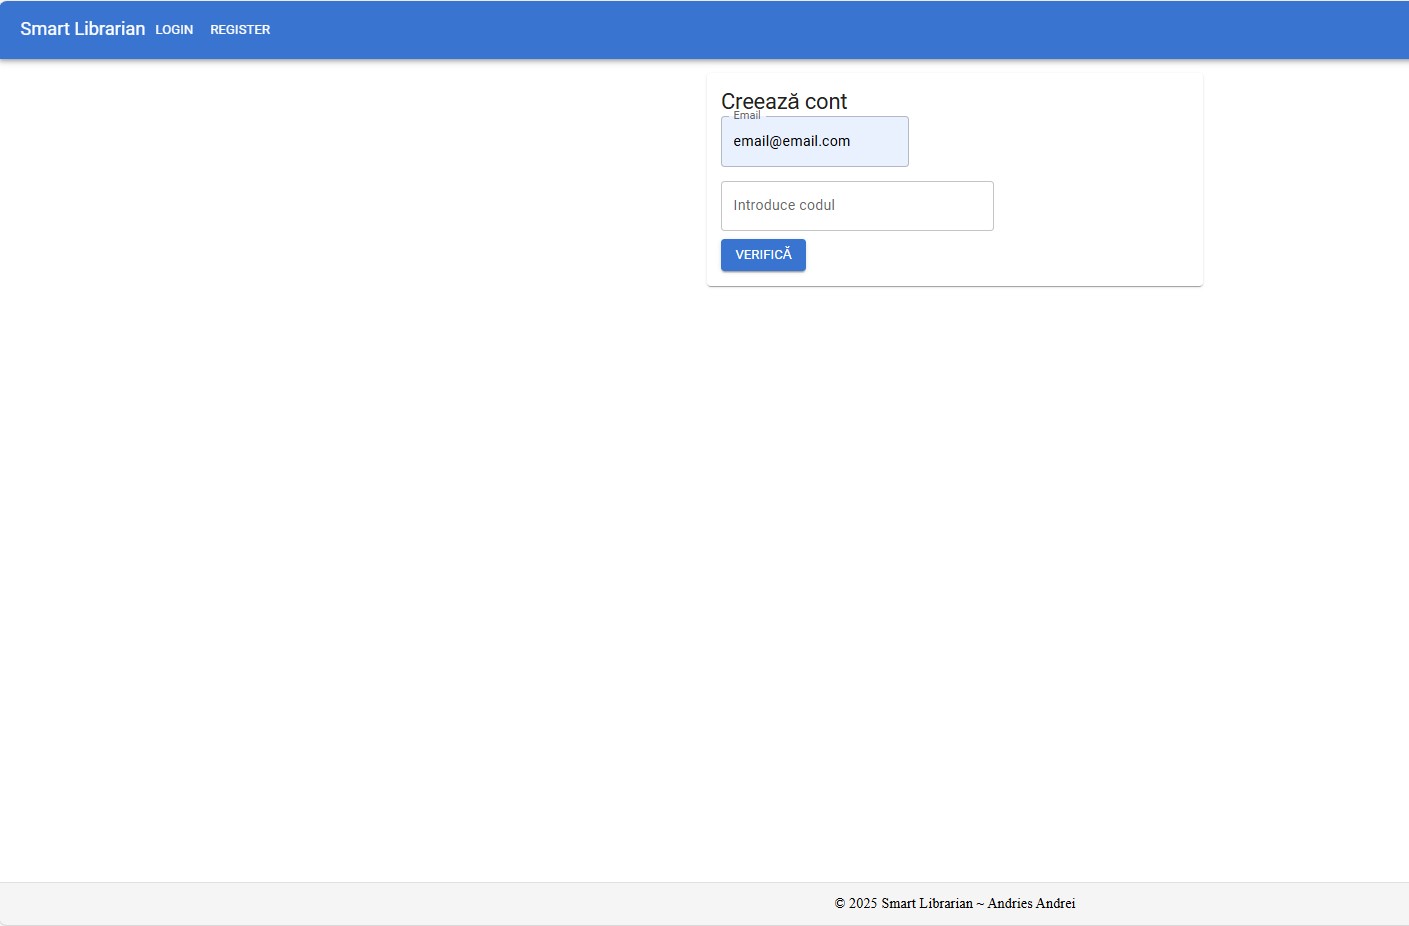 Smart Librarian LOGIN REGISTER
Creează cont
Email
email@email.com
Introduce codul
VERIFICĂ
© 2025 Smart Librarian ~ Andries Andrei